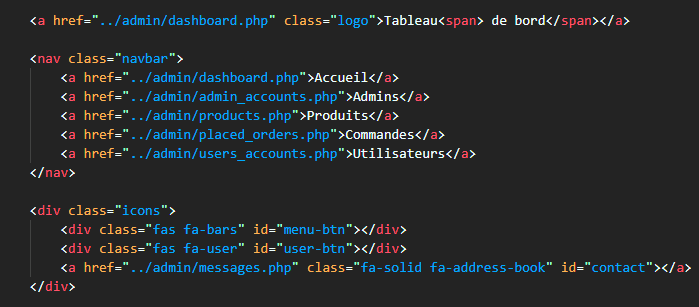 <a href="../admin/dashboard.php" class="logo">Tableau<span> de bord</span></a>
<nav class="navbar">
<a href="../admin/dashboard.php">Accueil</a>
<a href="../admin/admin_accounts.php">Admins</a>
<a href="../admin/products.php">Produits</a>
<a href="../admin/placed_orders.php">Commandes</a>
<a href="../admin/users_accounts.php">Utilisateurs</a>
</nav>
<div class="icons">
<div class="fas fa-bars" id="menu-btn"></div>
<div class="fas fa-user" id="user-btn"></div>
<a href="../admin/messages.php" class="fa-solid fa-address-book" id="contact"></a>
</div>